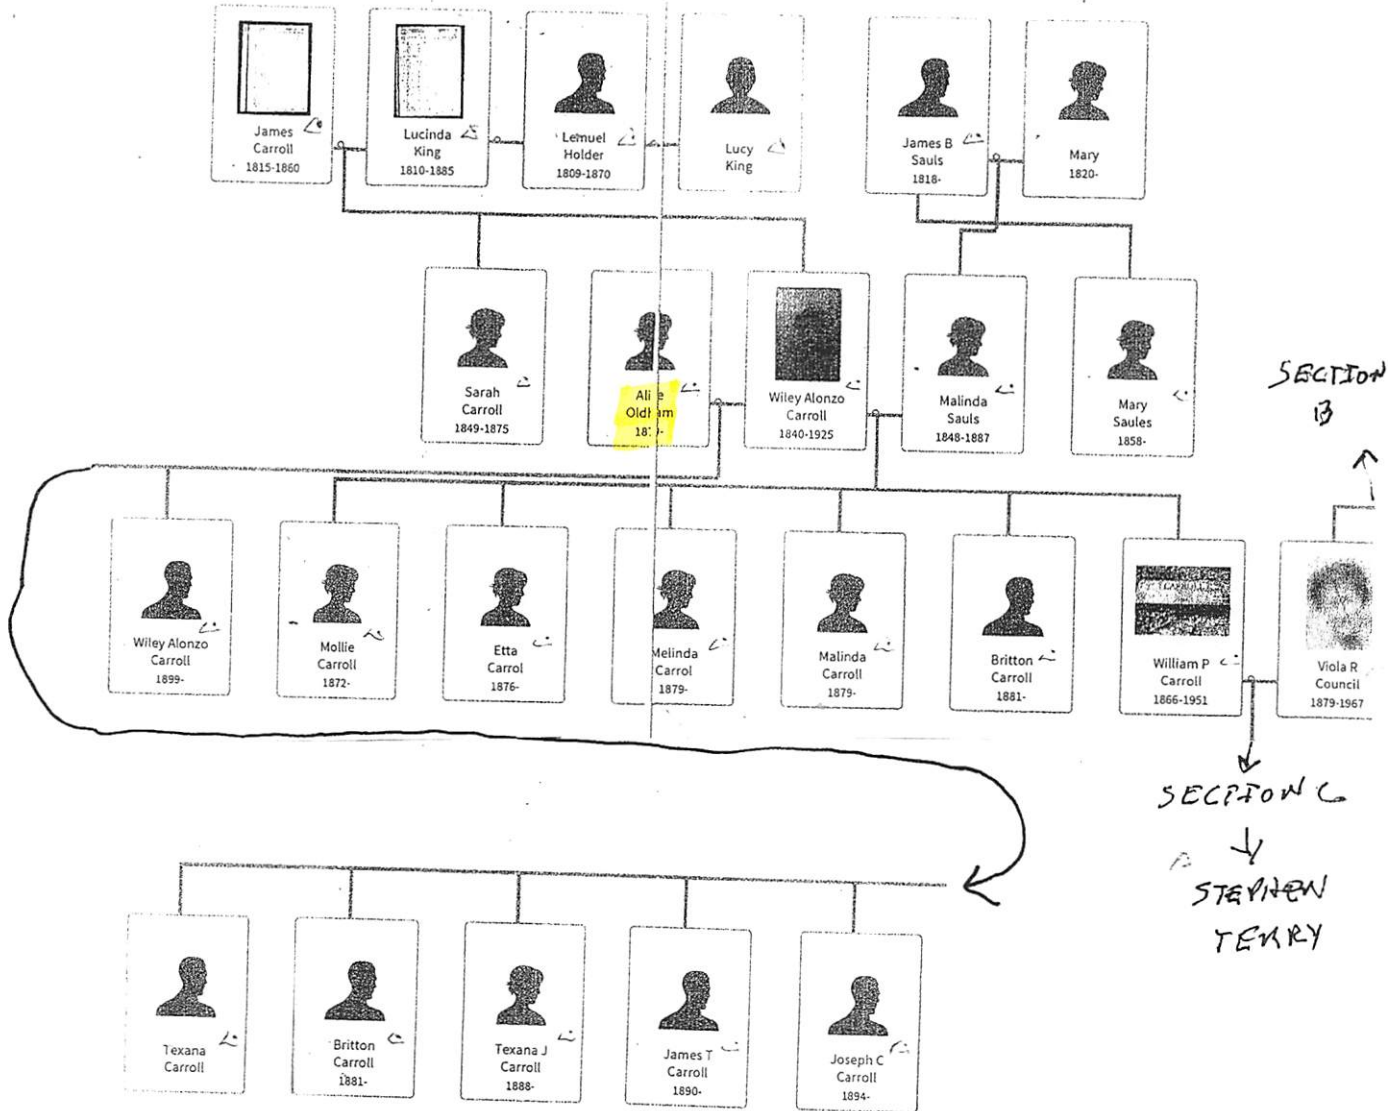 James
Carroll
1815-1860
Lucinda
King
1810-1885
Lemuel
Holder
1809-1870
Lucy
King
James B
Sauls
1818-
Mary
1820-
Sarah
Carroll
1849-1875
Oldham
Wiley Alonzo
Carroll
1840-1925
Malinda
Sauls
1848-1887
Mary
Saules
1858-
SECTION
B
Wiley Alonzo
Carroll
1899-
Mollie
Carroll
1872-
Etta
Carrol
1876-
Melinda
Carrol
1879-
Malinda
Carroll
1879-
Britton
Carroll
1881-
William P
Carroll
1866-1951
Viola R
Council
1879-1967
SECTION C
STEPHEN
TERRY
Texana
Carroll
Britton
Carroll
1881-
Texana J
Carroll
1888-
James T
Carroll
1890-
Joseph C
Carroll
1894-